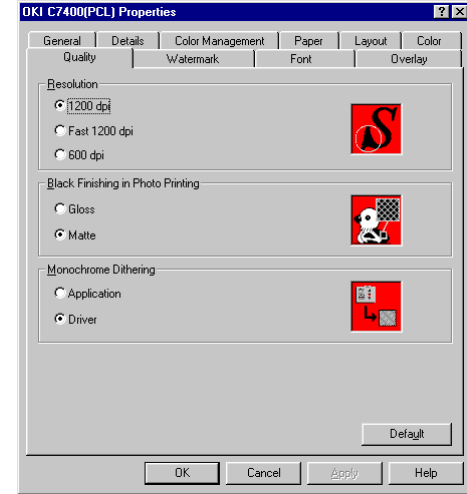 OKI C7400(PCL) Properties
General Details Color Management Paper Layout Color
Quality Watermark Font Overlay
Resolution
1200 dpi
Fast 1200 dpi
600 dpi
Black Finishing in Photo Printing
Gloss
Matte
Monochrome Dithering
Application
Driver
Default
OK Cancel Apply Help